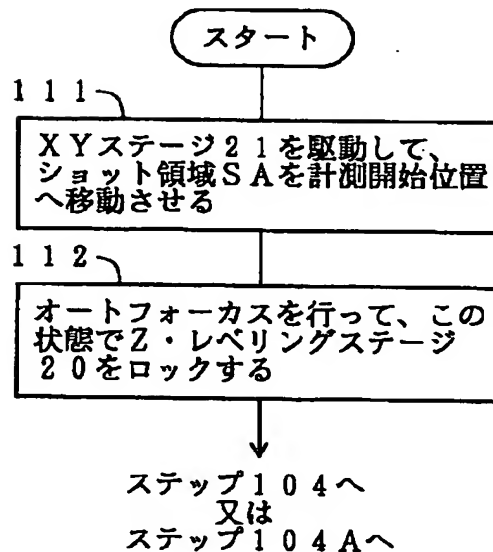 スタート
111
XYステージ21を駆動して、
ショット領域SAを計測開始位置
へ移動させる
112
オートフォーカスを行って、この
状態でZ・レベリングステージ
20をロックする
ステップ104へ
又は
ステップ104Aへ